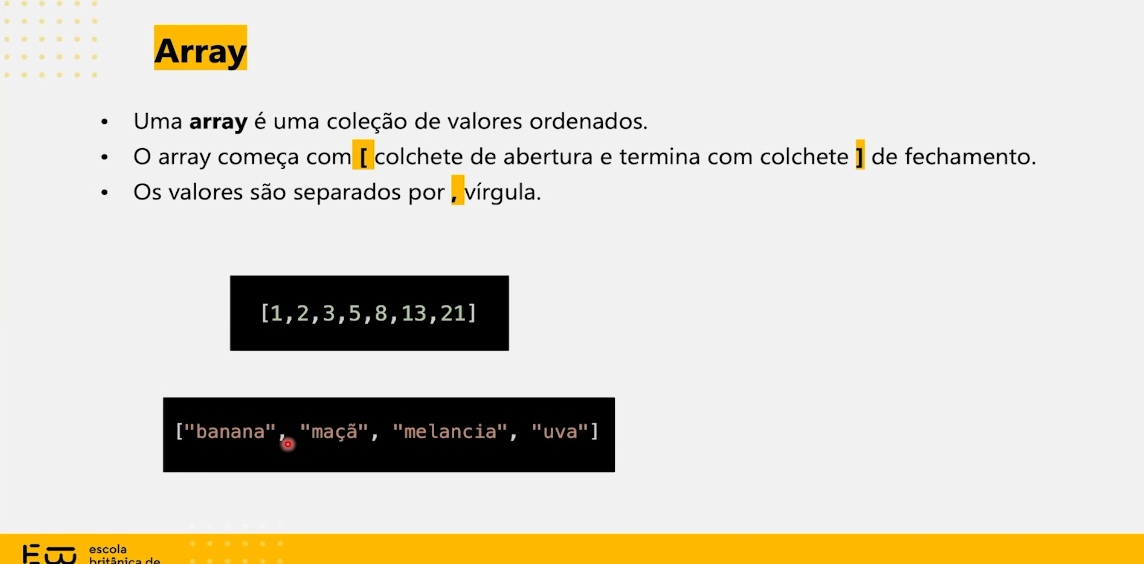 Array
• Uma array é uma coleção de valores ordenados.
• O array começa com [ colchete de abertura e termina com colchete ] de fechamento.
• Os valores são separados por , vírgula.
[1,2,3,5,8,13,21]
["banana", "maçã", "melancia", "uva"]
escola
britânica de